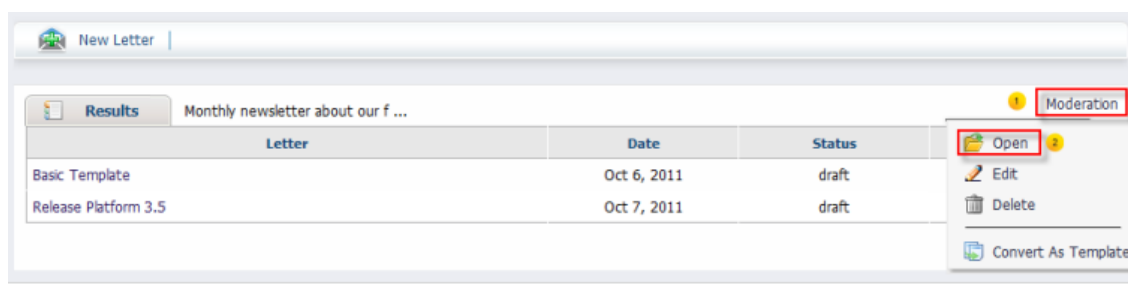 New Letter
Results Monthly newsletter about our f ... 1 Moderation
Letter Date Status Open 2
Basic Template Oct 6, 2011 draft Edit
Release Platform 3.5 Oct 7, 2011 draft Delete
Convert As Template